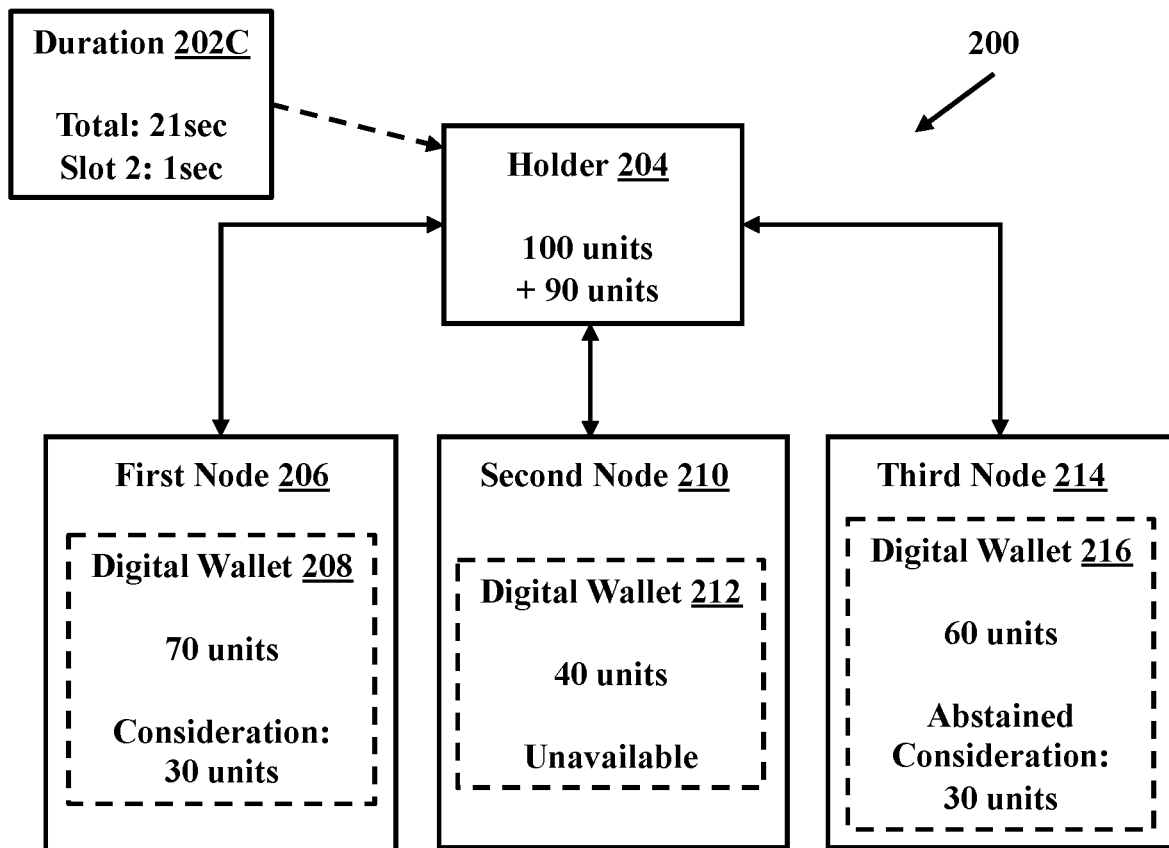 Duration 202C
Total: 21sec
Slot 2: 1sec
200
Holder 204
100 units
+ 90 units
First Node 206
Digital Wallet 208
70 units
Consideration:
30 units
Second Node 210
Digital Wallet 212
40 units
Unavailable
Third Node 214
Digital Wallet 216
60 units
Abstained
Consideration:
30 units